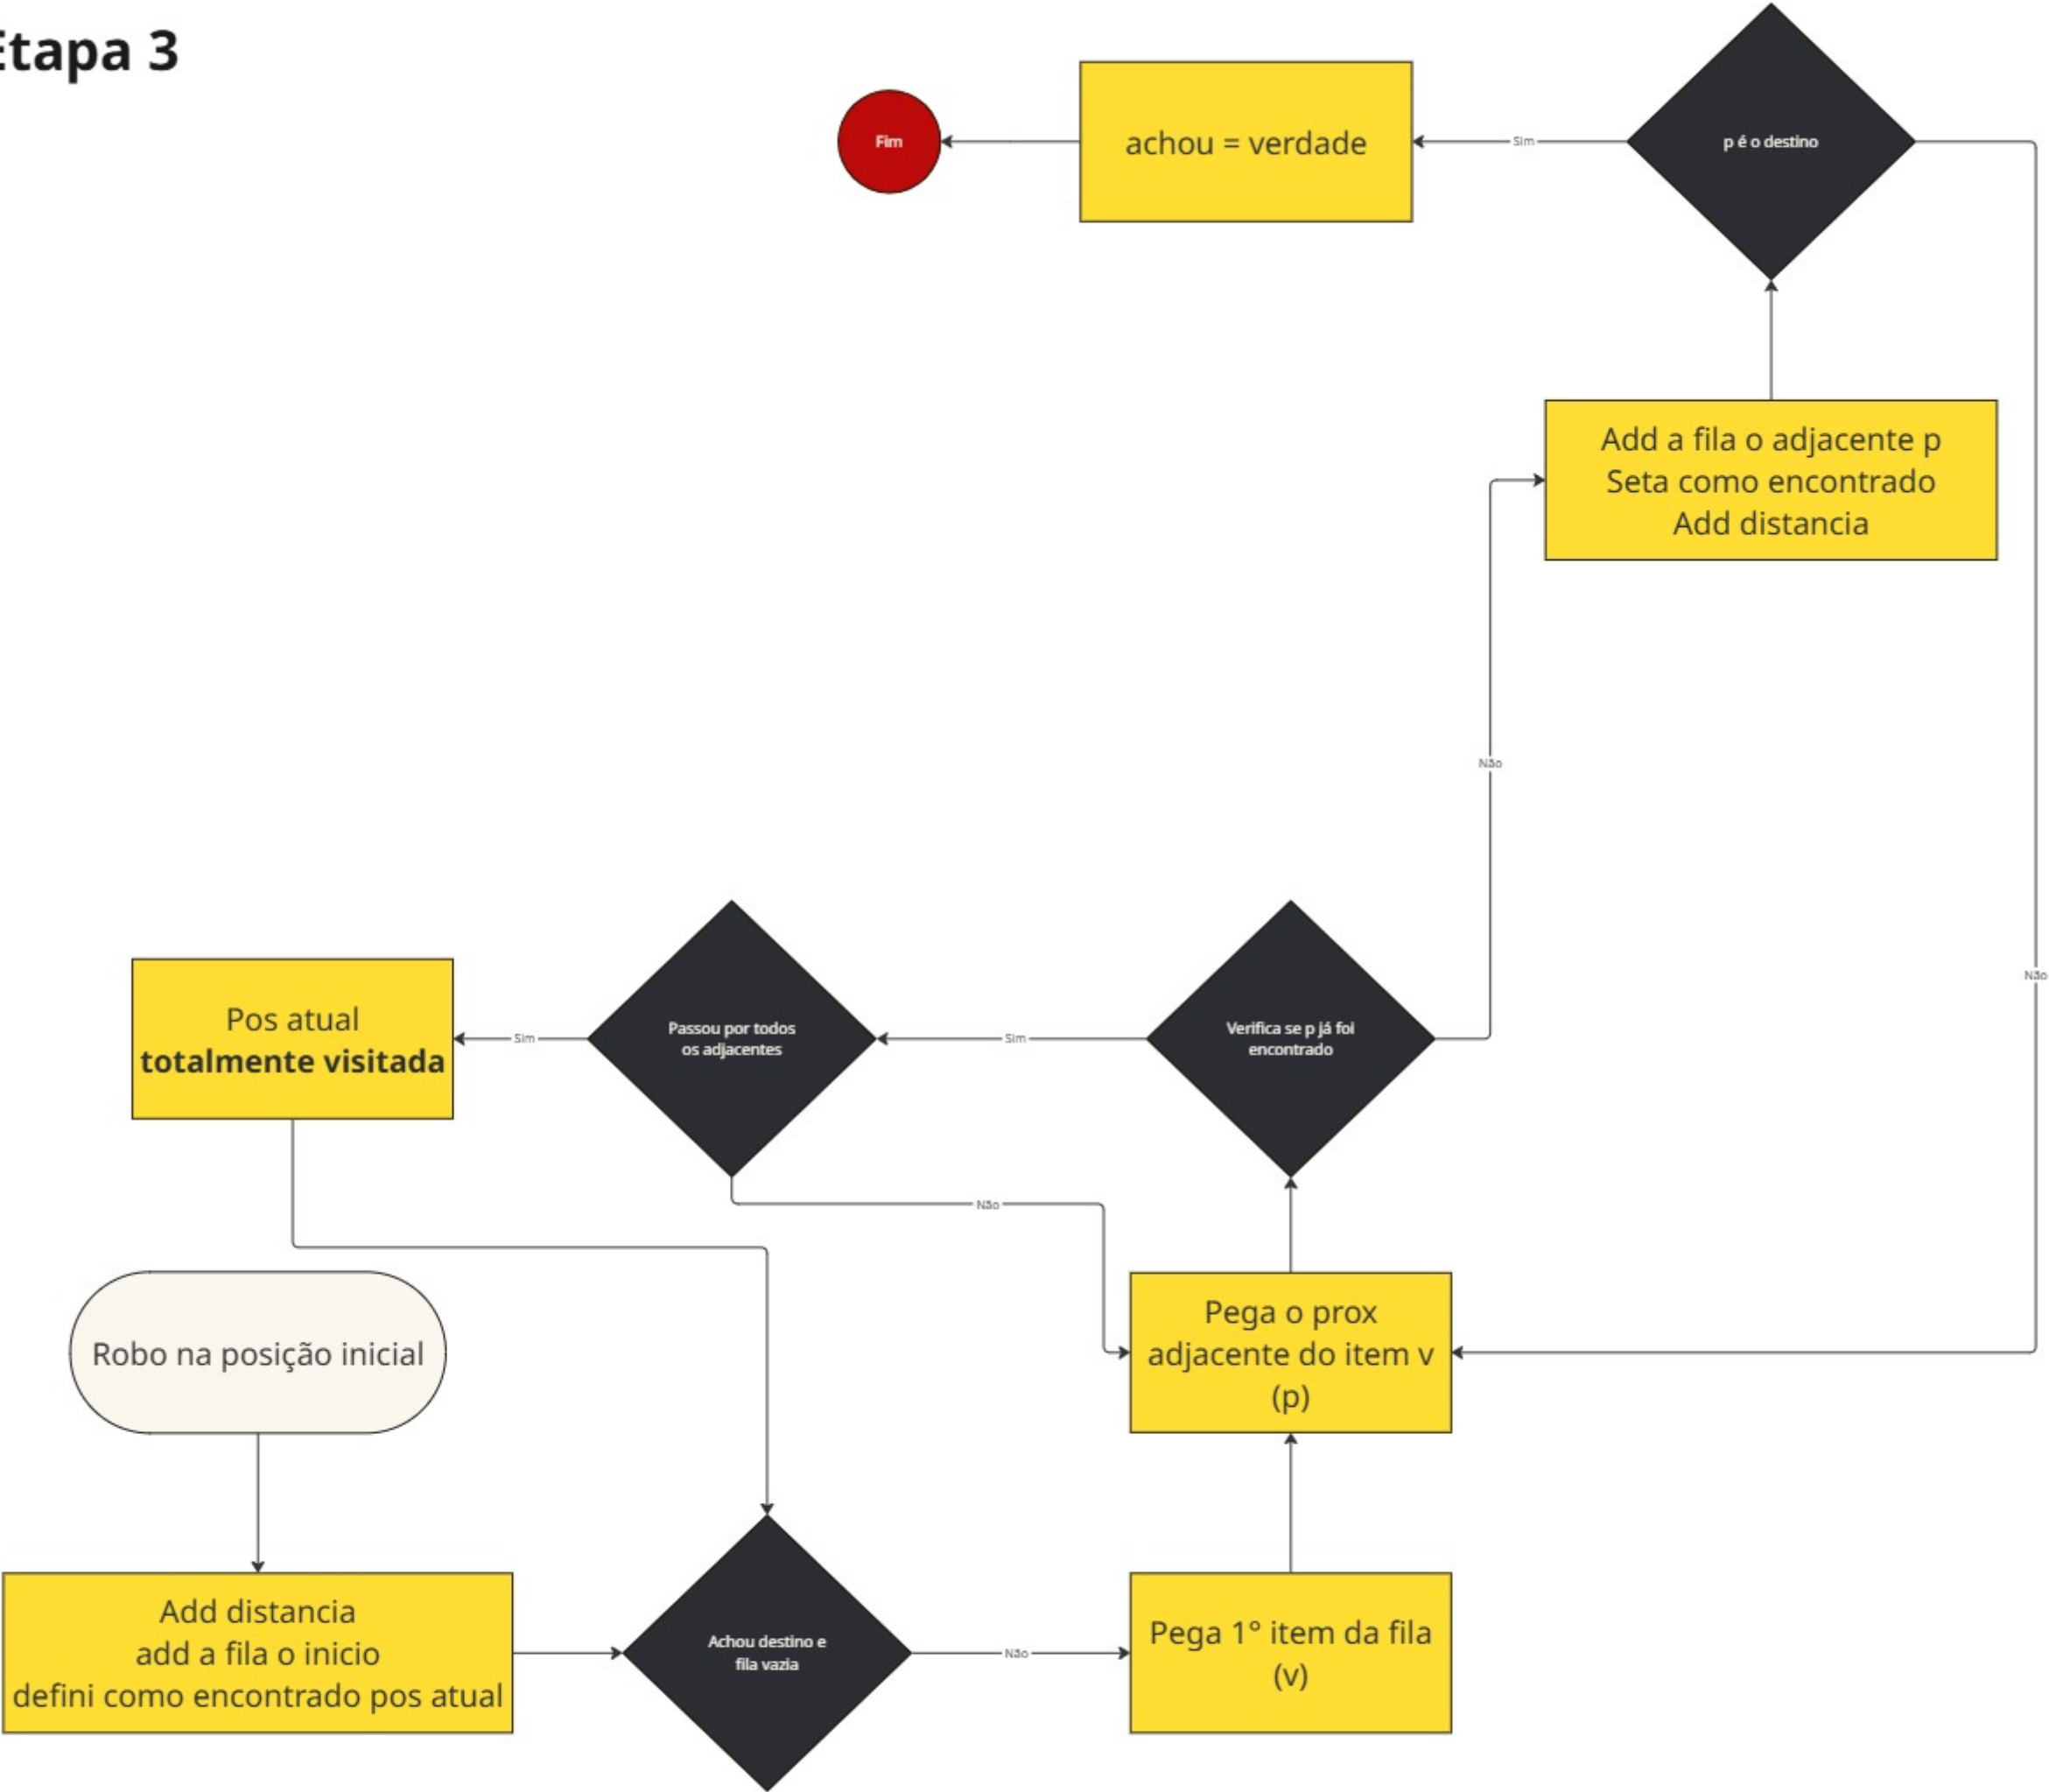 Etapa 3
Fim
achou = verdade
Sim
p é o destino
Add a fila o adjacente p
Seta como encontrado
Add distancia
Não
Não
Pos atual
totalmente visitada
Sim
Passou por todos
os adjacentes
Sim
Verifica se p já foi
encontrado
Não
Robo na posição inicial
Pega o prox
adjacente do item v
(p)
Add distancia
add a fila o inicio
defini como encontrado pos atual
Achou destino e
fila vazia
Não
Pega 1° item da fila
(v)